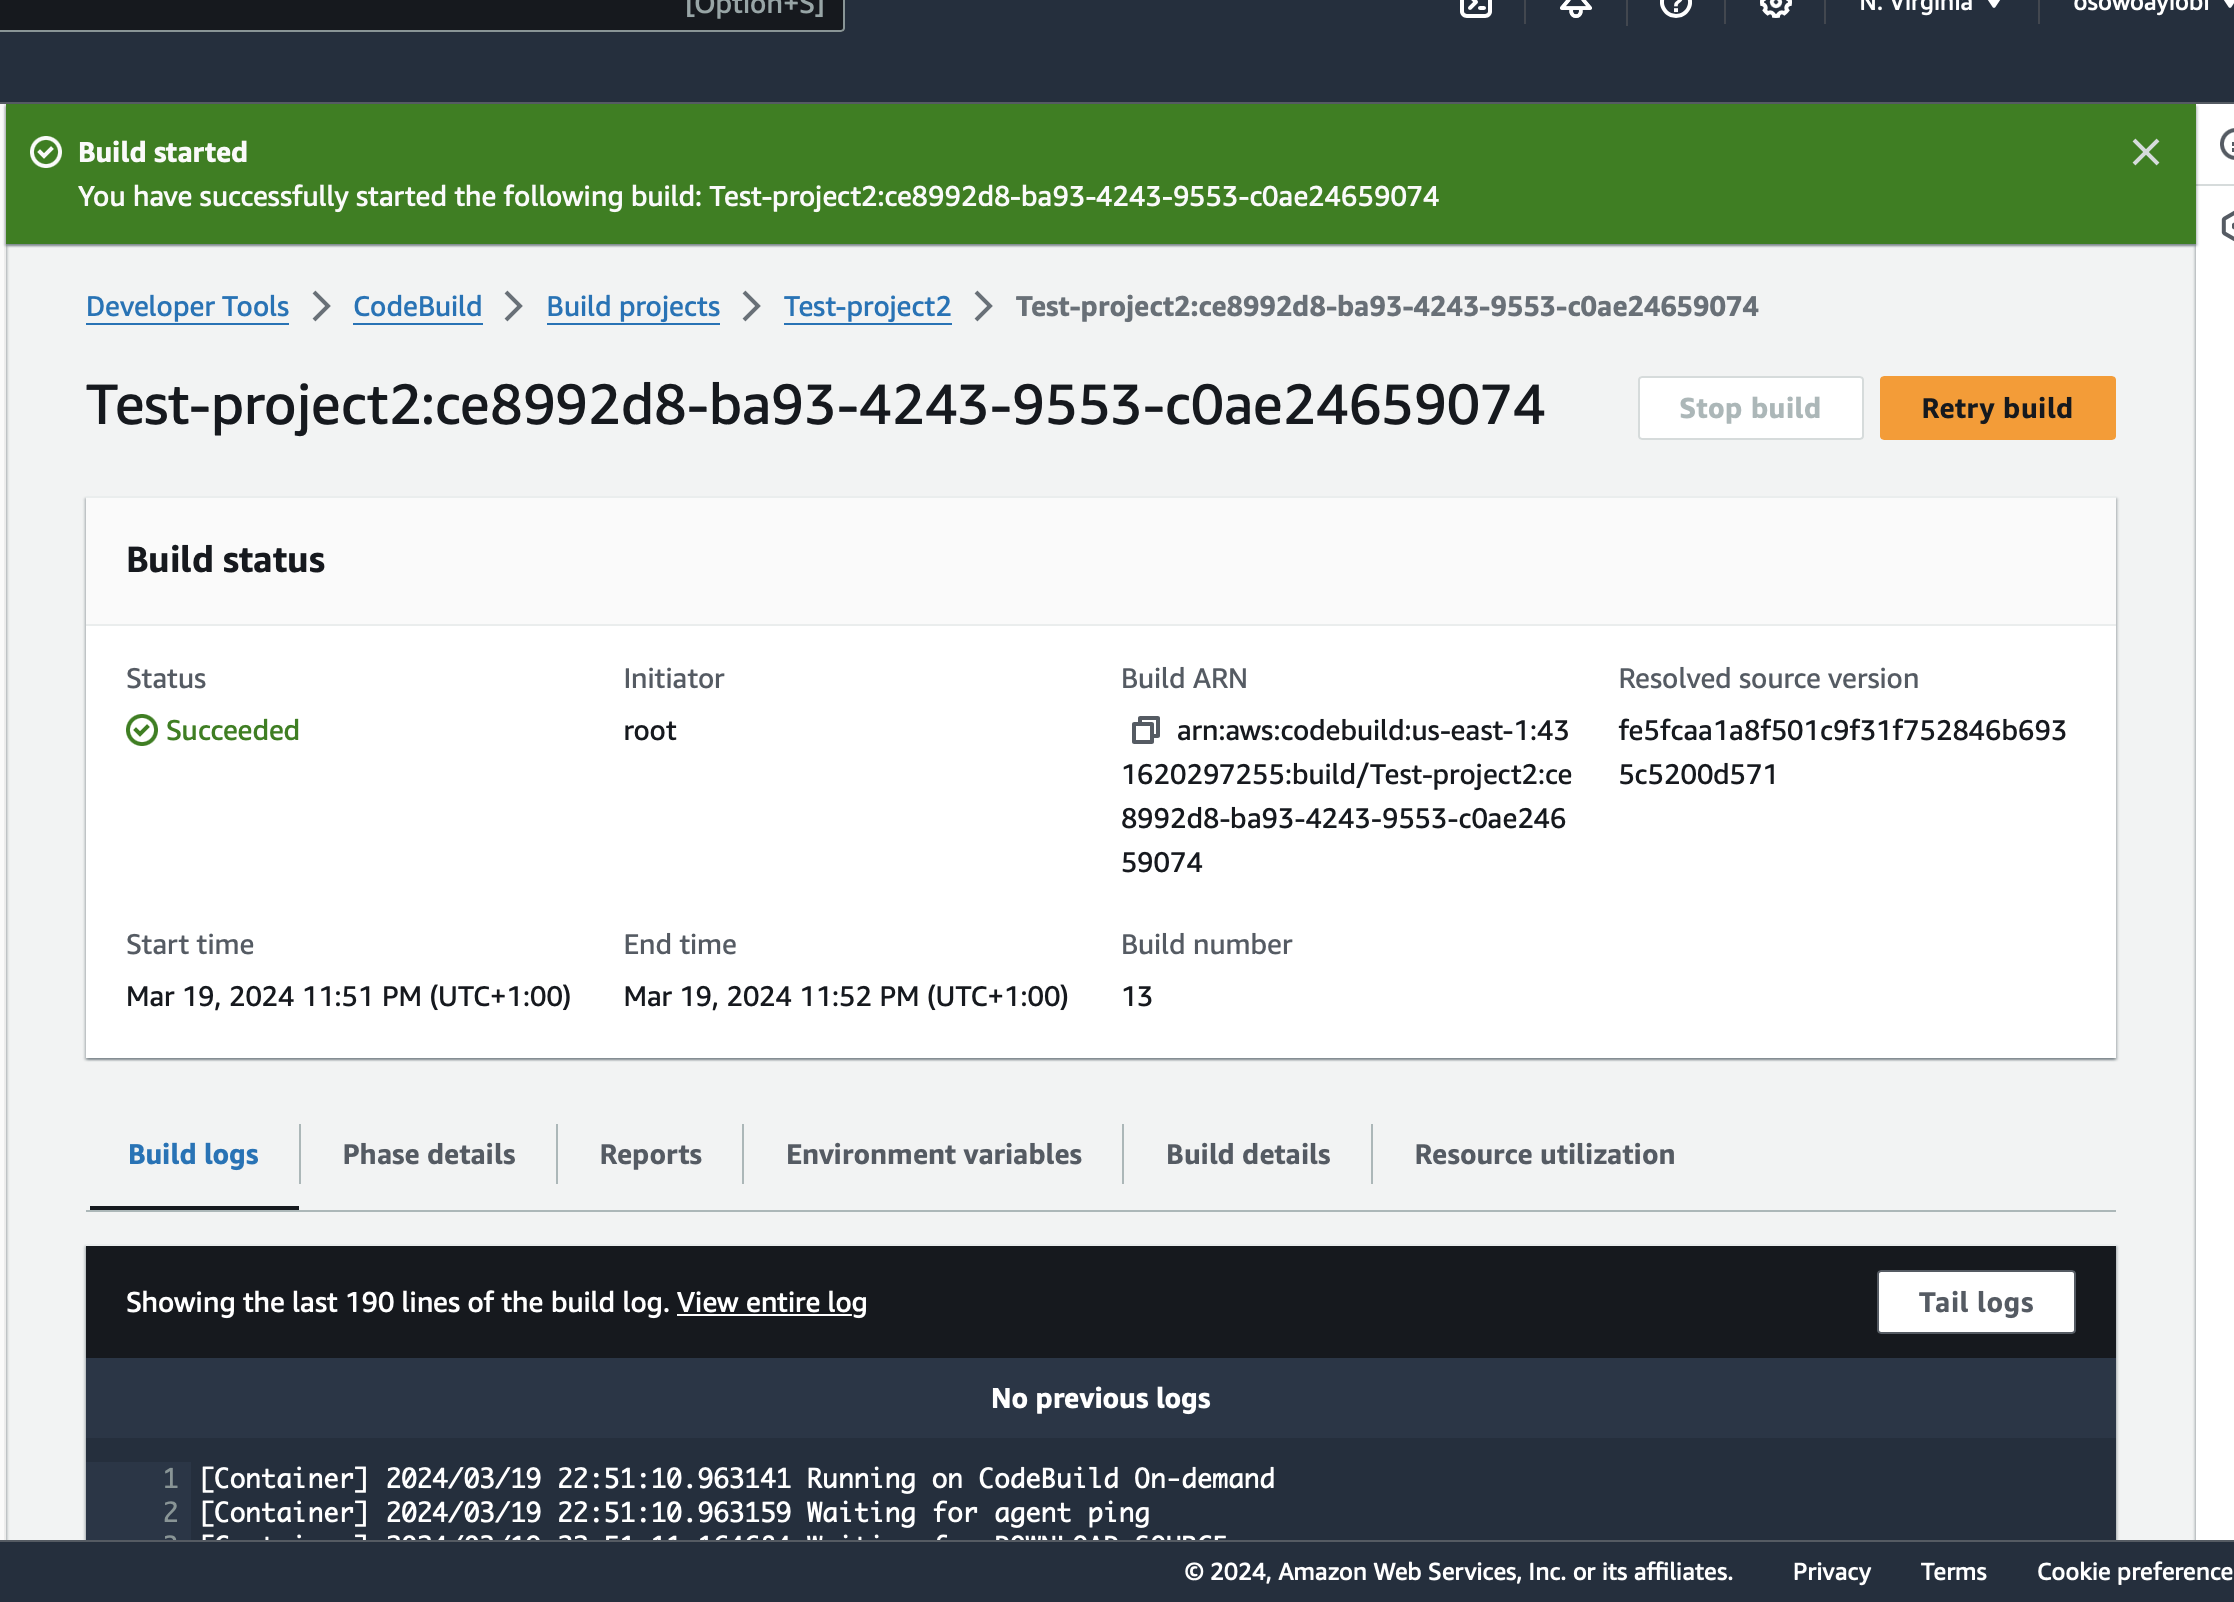 [Option+S]
N. Virginia
osowoayiobi
Build started
You have successfully started the following build: Test-project2:ce8992d8-ba93-4243-9553-c0ae24659074
Developer Tools > CodeBuild > Build projects > Test-project2 > Test-project2:ce8992d8-ba93-4243-9553-c0ae24659074
Test-project2:ce8992d8-ba93-4243-9553-c0ae24659074
Stop build
Retry build
Build status
Status
Succeeded
Initiator
root
Build ARN
arn:aws:codebuild:us-east-1:43
1620297255:build/Test-project2:ce
8992d8-ba93-4243-9553-c0ae246
59074
Resolved source version
fe5fcaa1a8f501c9f31f752846b693
5c5200d571
Start time
Mar 19, 2024 11:51 PM (UTC+1:00)
End time
Mar 19, 2024 11:52 PM (UTC+1:00)
Build number
13
Build logs
Phase details
Reports
Environment variables
Build details
Resource utilization
Showing the last 190 lines of the build log. View entire log
Tail logs
No previous logs
1 [Container] 2024/03/19 22:51:10.963141 Running on CodeBuild On-demand
2 [Container] 2024/03/19 22:51:10.963159 Waiting for agent ping
© 2024, Amazon Web Services, Inc. or its affiliates.
Privacy
Terms
Cookie preference